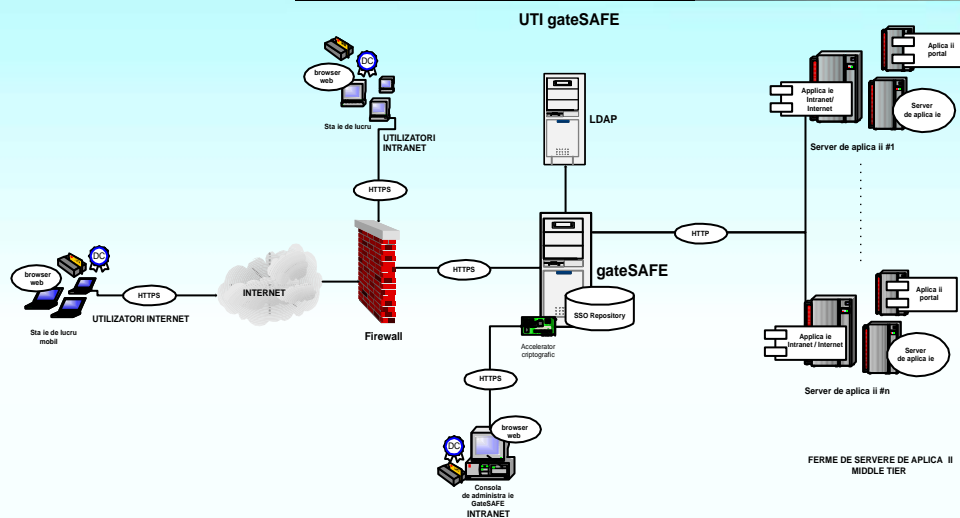 UTI gateSAFE
DC
browser
web
Sta ie de lucru
UTILIZATORI
INTRANET
HTTPS
LDAP
Aplica ii
portal
Applica ie
Intranet/
Internet
Server
de aplica ie
Server de aplica ii #1
HTTP
DC
browser
web
HTTPS
UTILIZATORI INTERNET
Sta ie de lucru
mobil
INTERNET
Firewall
HTTPS
gateSAFE
SSO Repository
Accelerator
criptografic
HTTPS
browser
web
DC
Consola
de administra ie
GateSAFE
INTRANET
Aplica ii
portal
Applica ie
Intranet / Internet
Server
de aplica ie
Server de aplica ii #n
FERME DE SERVERE DE APLICA II
MIDDLE TIER